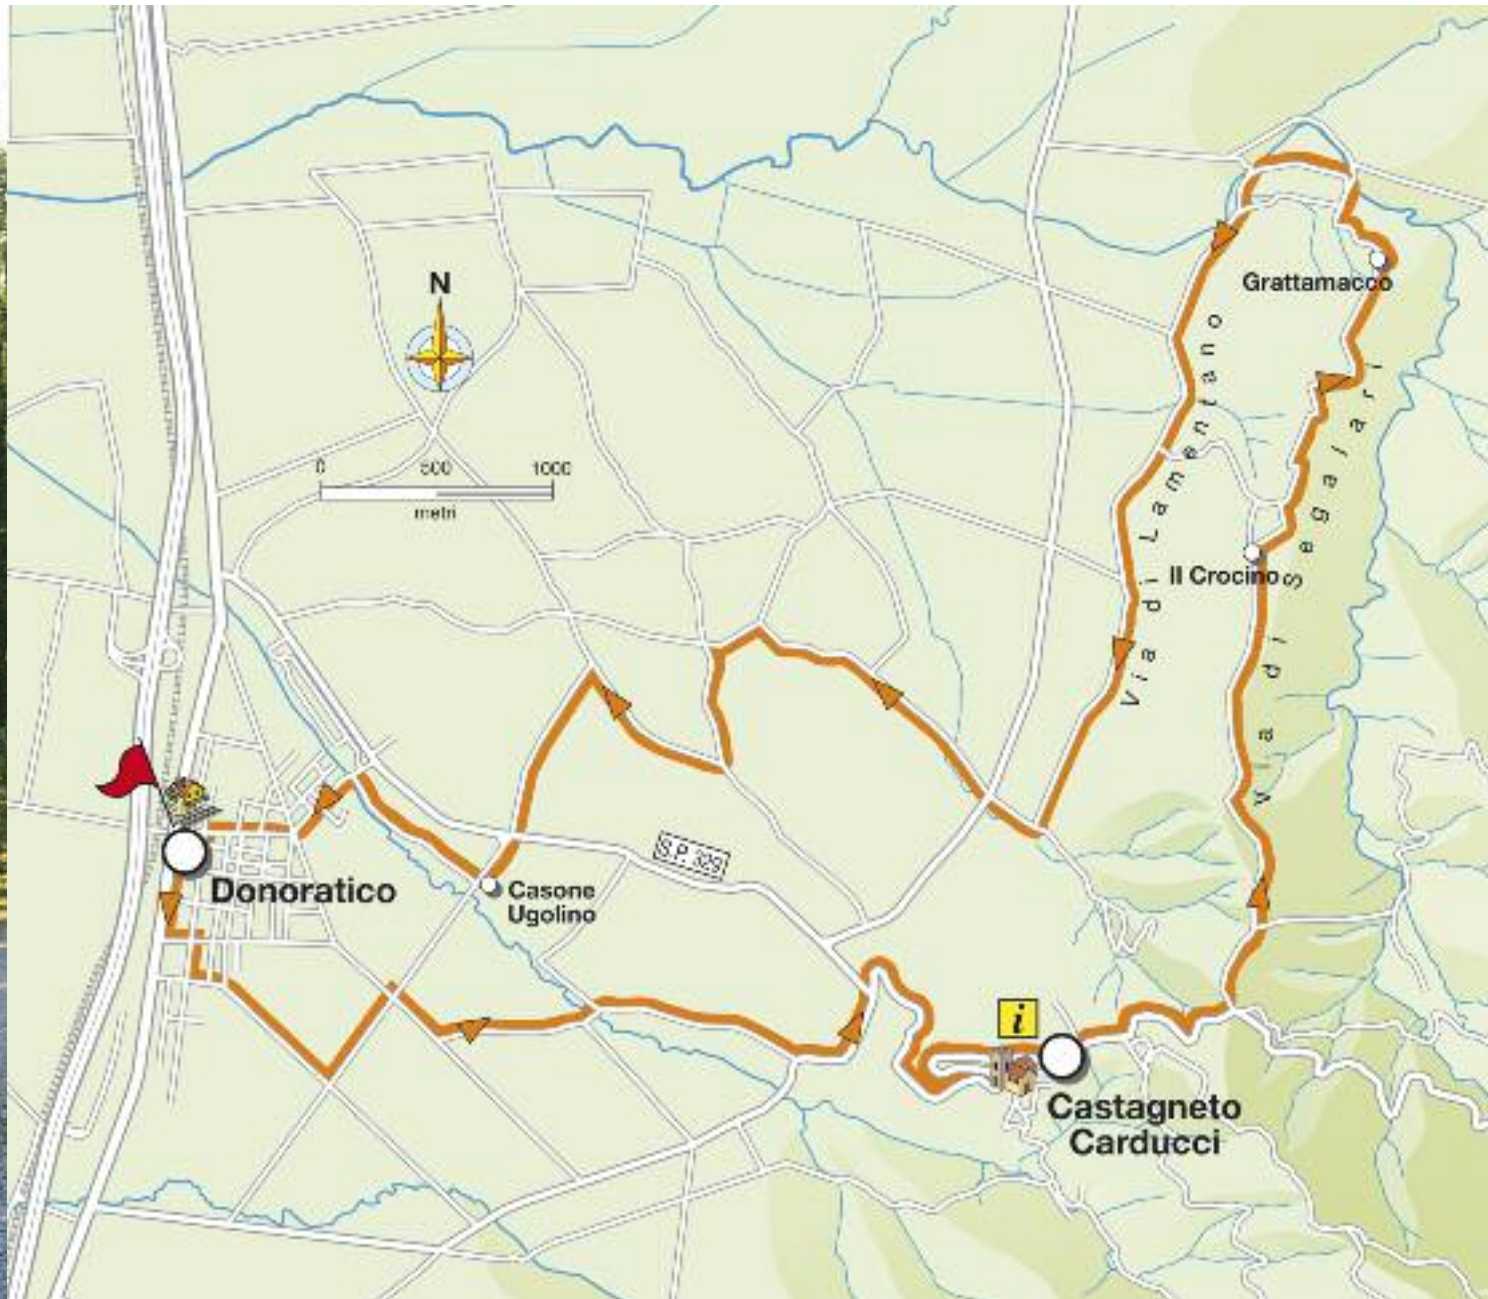 N
Grattamacco
0 500 1000
metri
Via di Lamentano
Il Crocino
Via di Segalari
S.P. 329
Donoratico
Casone
Ugolino
i
Castagneto
Carducci